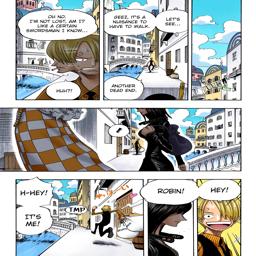 LET'S
SEE...
GEEZ, IT'S A
NUISANCE TO
HAVE TO WALK.
ANOTHER
DEAD END.
OH NO.
I'M NOT LOST, AM I?
LIKE A CERTAIN
SWORDSMAN I KNOW...
HUH?!
?
H-HEY!
IT'S
ME!
TMP
ROBIN!
HEY!